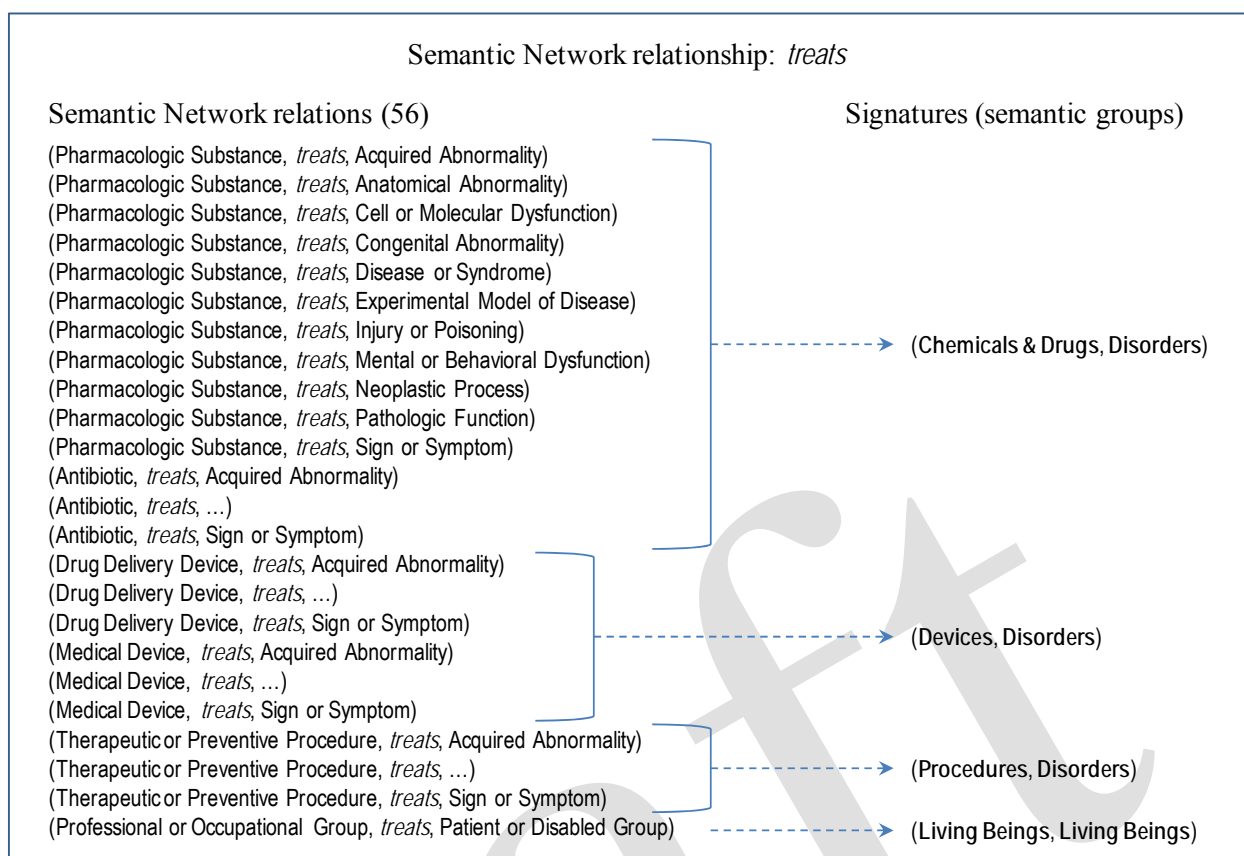 Semantic Network relationship: treats
Semantic Network relations (56)
Signatures (semantic groups)
(Pharmacologic Substance, treats, Acquired Abnormality)
(Pharmacologic Substance, treats, Anatomical Abnormality)
(Pharmacologic Substance, treats, Cell or Molecular Dysfunction)
(Pharmacologic Substance, treats, Congenital Abnormality)
(Pharmacologic Substance, treats, Disease or Syndrome)
(Pharmacologic Substance, treats, Experimental Model of Disease)
(Pharmacologic Substance, treats, Injury or Poisoning)
(Pharmacologic Substance, treats, Mental or Behavioral Dysfunction)
(Pharmacologic Substance, treats, Neoplastic Process)
(Pharmacologic Substance, treats, Pathologic Function)
(Pharmacologic Substance, treats, Sign or Symptom)
(Antibiotic, treats, Acquired Abnormality)
(Antibiotic, treats, …)
(Antibiotic, treats, Sign or Symptom)
(Chemicals & Drugs, Disorders)
(Drug Delivery Device, treats, Acquired Abnormality)
(Drug Delivery Device, treats, …)
(Drug Delivery Device, treats, Sign or Symptom)
(Medical Device, treats, Acquired Abnormality)
(Medical Device, treats, …)
(Medical Device, treats, Sign or Symptom)
(Devices, Disorders)
(Therapeutic or Preventive Procedure, treats, Acquired Abnormality)
(Therapeutic or Preventive Procedure, treats, …)
(Therapeutic or Preventive Procedure, treats, Sign or Symptom)
(Procedures, Disorders)
(Professional or Occupational Group, treats, Patient or Disabled Group)
(Living Beings, Living Beings)